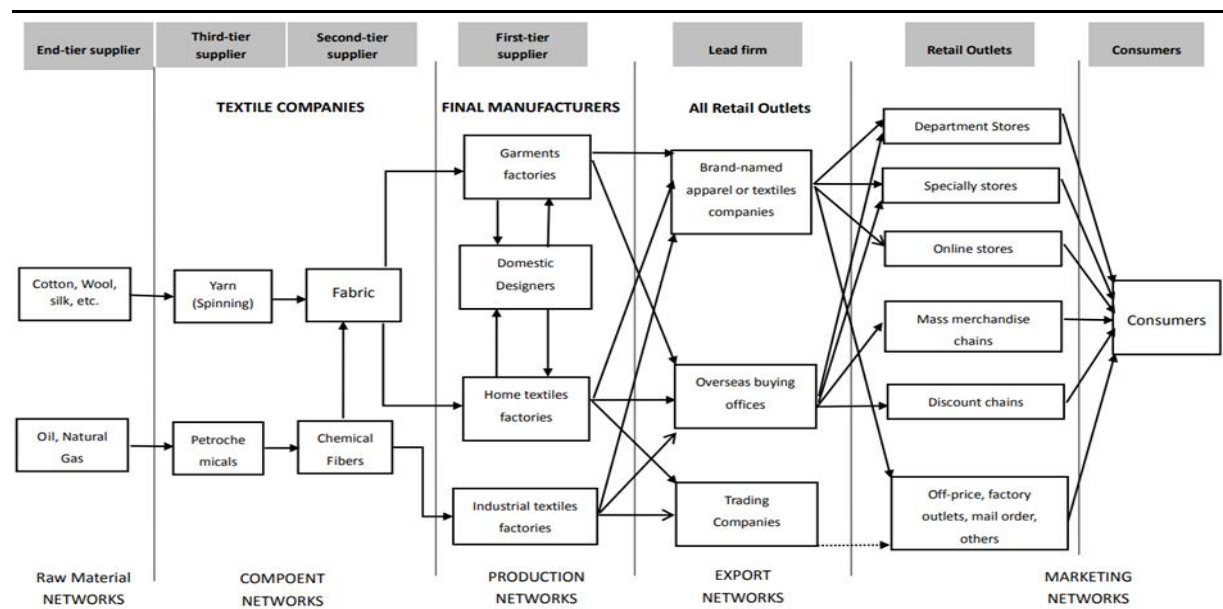 End-tier supplier
Third-tier
supplier
Second-tier
supplier
First-tier
supplier
Lead firm
Retail Outlets
Consumers
TEXTILE COMPANIES
FINAL MANUFACTURERS
All Retail Outlets
Cotton, Wool,
silk, etc.
Oil, Natural
Gas
Yarn
(Spinning)
Petroche
micals
Fabric
Chemical
Fibers
Garments
factories
Domestic
Designers
Home textiles
factories
Industrial textiles
factories
Brand-named
apparel or textiles
companies
Overseas buying
offices
Trading
Companies
Department Stores
Specially stores
Online stores
Mass merchandise
chains
Discount chains
Off-price, factory
outlets, mail order,
others
Consumers
Raw Material
NETWORKS
COMPOENT
NETWORKS
PRODUCTION
NETWORKS
EXPORT
NETWORKS
MARKETING
NETWORKS